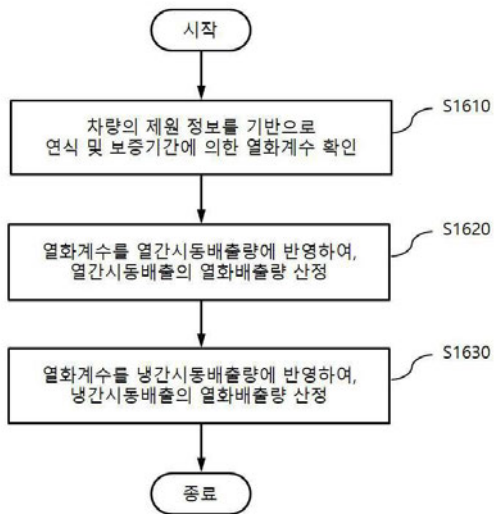 시작
차량의 제원 정보를 기반으로
연식 및 보증기간에 의한 열화계수 확인
S1610
열화계수를 열간시동배출량에 반영하여,
열간시동배출의 열화배출량 산정
S1620
열화계수를 냉간시동배출량에 반영하여,
냉간시동배출의 열화배출량 산정
S1630
종료